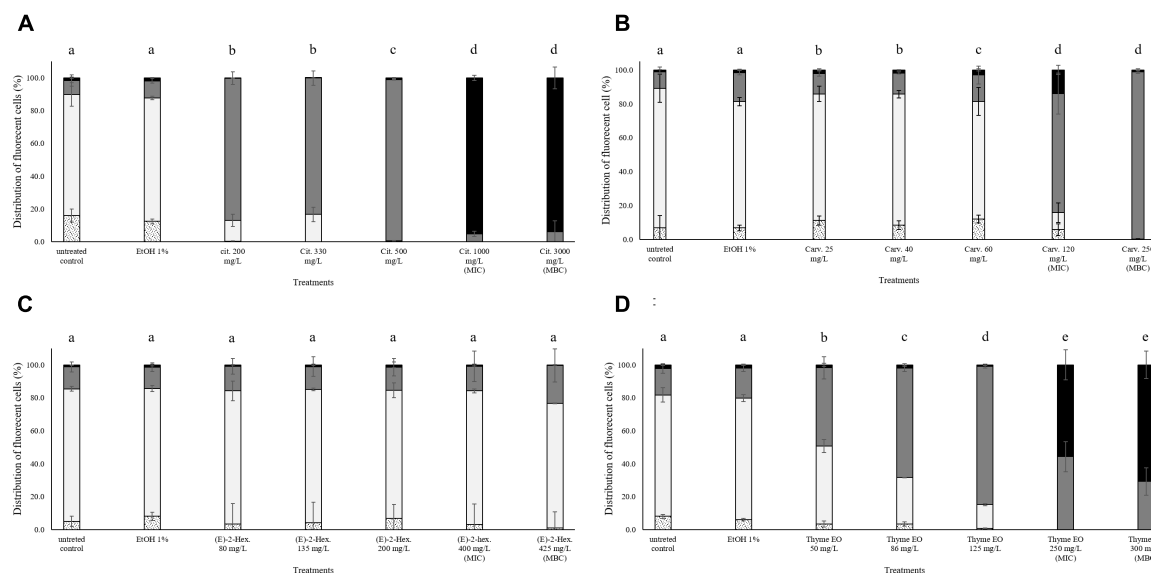 A
a a b b c d d
Distribution of fluorecent cells (%)
100.0
80.0
60.0
40.0
20.0
0.0
untreated control
EtOH 1%
cit. 200 mg/L
Cit. 330 mg/L
Cit. 500 mg/L
Cit. 1000 mg/L (MIC)
Cit. 3000 mg/L (MBC)
Treatments
B
a a b b c d d
Distribution of fluorecent cell (%)
100.0
80.0
60.0
40.0
20.0
0.0
untreated control
EtOH 1%
Carv. 25 mg/L
Carv. 40 mg/L
Carv. 60 mg/L
Carv. 120 mg/L (MIC)
Carv. 250 mg/L (MBC)
Treatments
C
a a a a a a a
Distribution of fluorecent cells (%)
100.0
80.0
60.0
40.0
20.0
0.0
untreated control
EtOH 1%
(E)-2-Hex. 80 mg/L
(E)-2-Hex. 135 mg/L
(E)-2-Hex. 200 mg/L
(E)-2-hex. 400 mg/L (MIC)
(E)-2-Hex. 425 mg/L (MBC)
Treatments
D
a a b c d e e
Distribution of fluorecent cells (%)
100.0
80.0
60.0
40.0
20.0
0.0
untreated control
EtOH 1%
Thyme EO 50 mg/L
Thyme EO 86 mg/L
Thyme EO 125 mg/L
Thyme EO 250 mg/L (MIC)
Thyme 300 m (MBC
Treatments